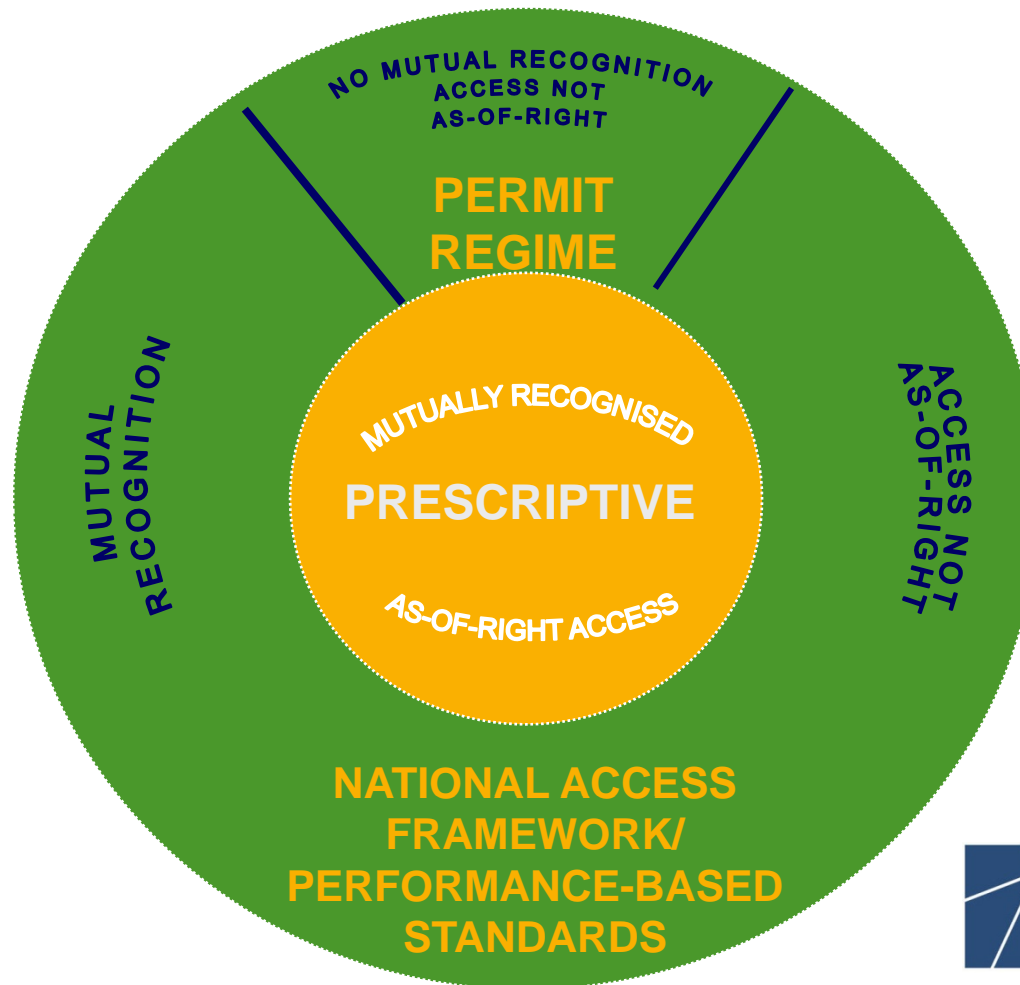 NO MUTUAL RECOGNITION
ACCESS NOT
AS-OF-RIGHT
PERMIT
REGIME
MUTUAL
RECOGNITION
MUTUALLY RECOGNISED
PRESCRIPTIVE
AS-OF-RIGHT ACCESS
ACCESS NOT
AS-OF-RIGHT
NATIONAL ACCESS
FRAMEWORK/
PERFORMANCE-BASED
STANDARDS